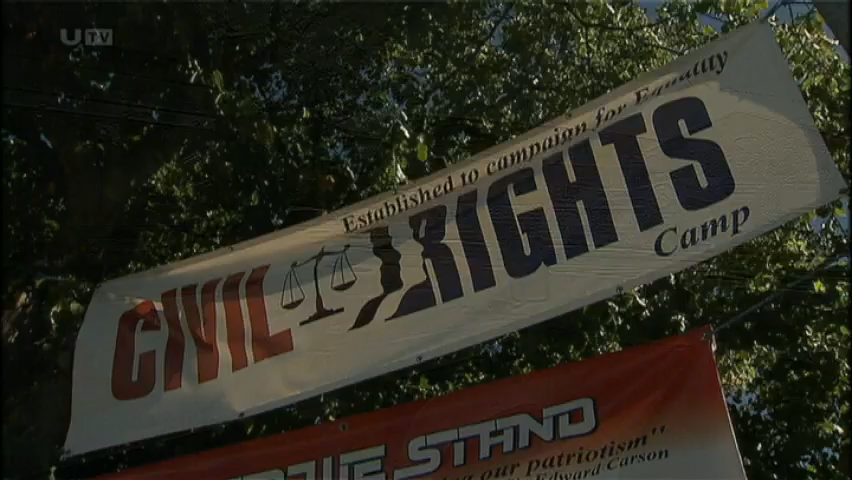 UTV
Established to campaign for Equality
CIVIL RIGHTS
Camp
STAND
our patriotism"
Edward Carson